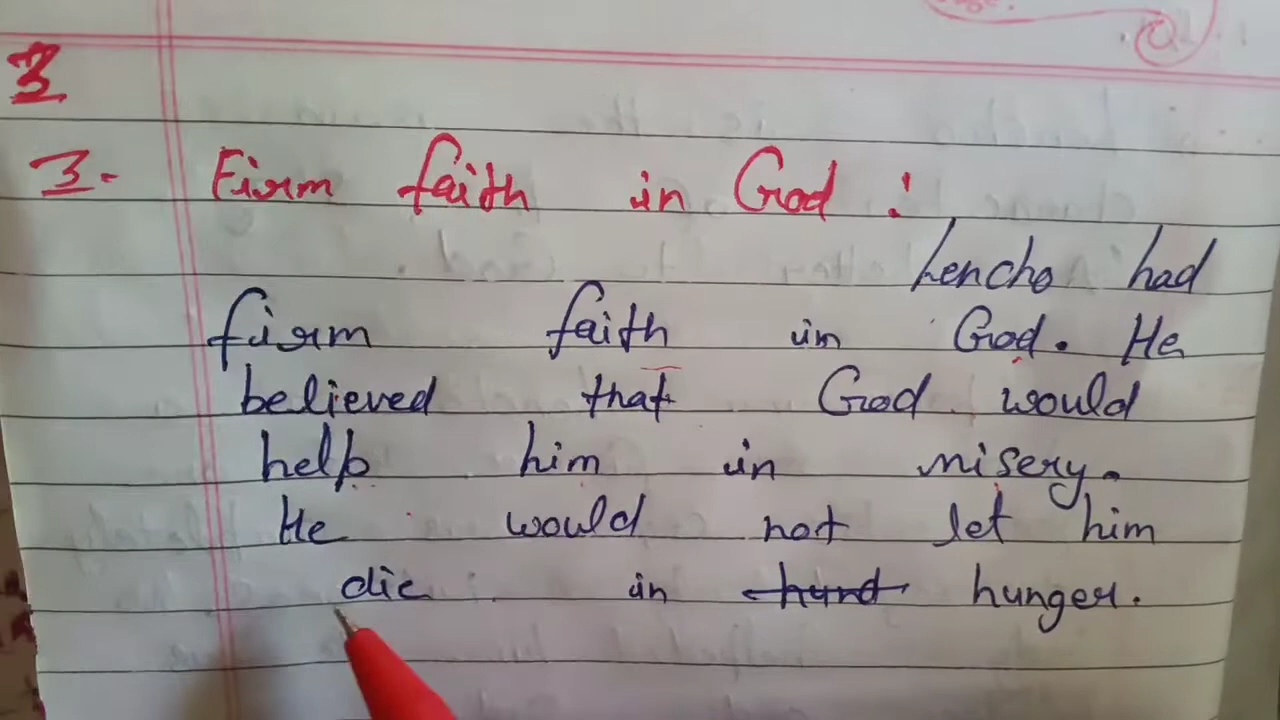 3
3. Firm faith in God :
Lencho had
firm faith in God. He
believed that God would
help him in misery.
He would not let him
die in hund hunger.